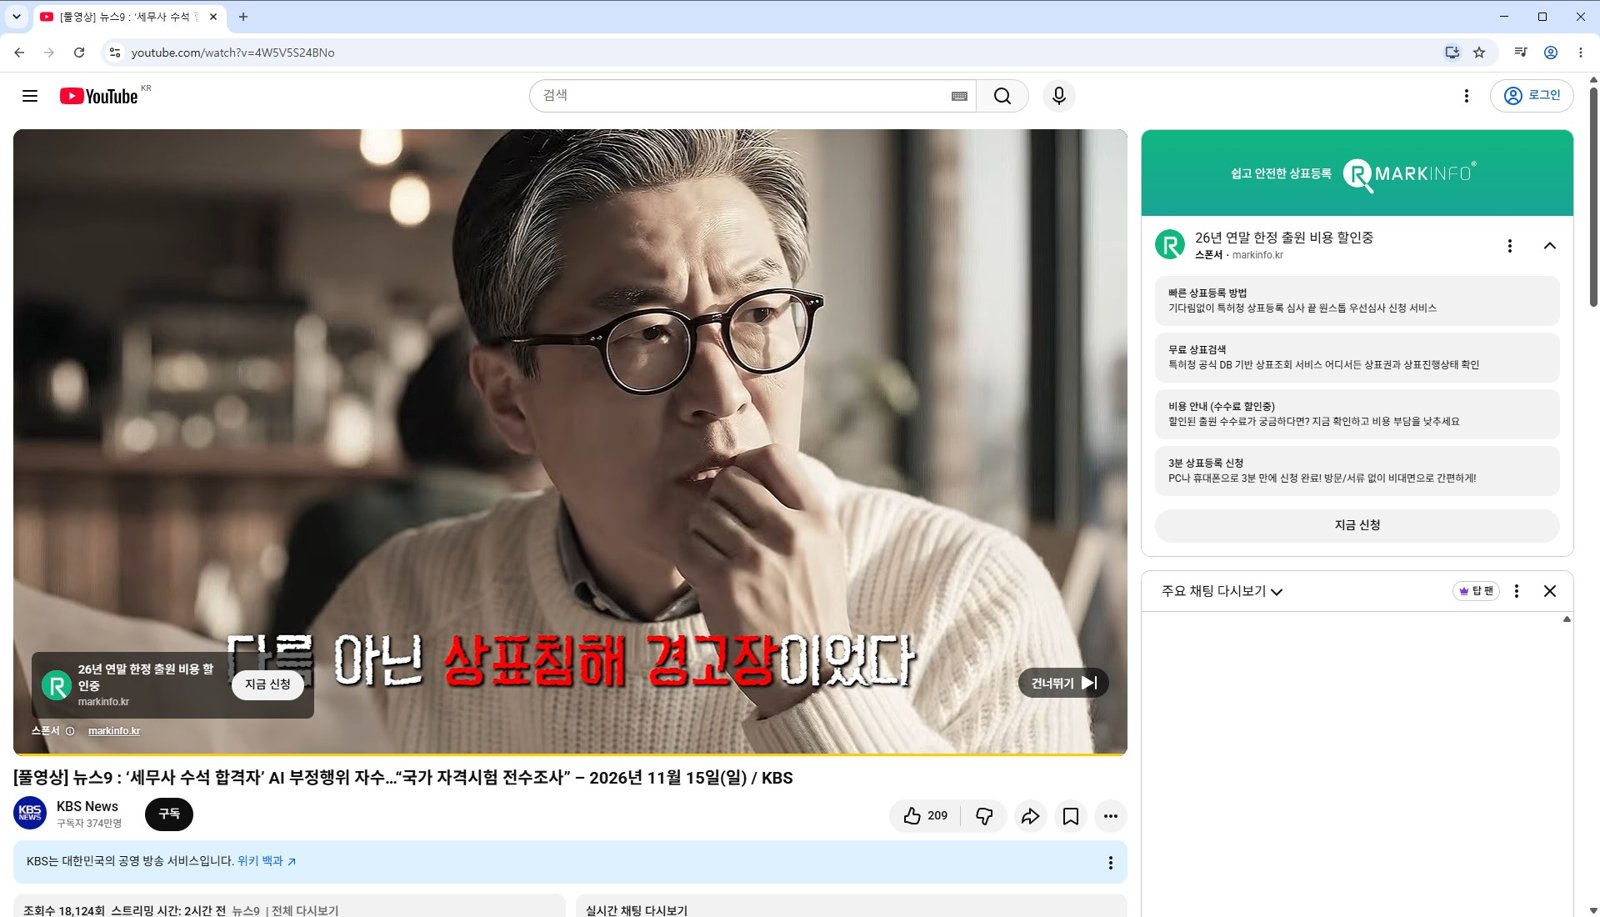 [풀영상] 뉴스9 : ‘세무사 수석 합
youtube.com/watch?v=4W5V5S24BNo
YouTube KR
검색
로그인
다름 아닌 상표침해 경고장이었다
26년 연말 한정 출원 비용 할
인중
markinfo.kr
지금 신청
건너뛰기
스폰서
markinfo.kr
[풀영상] 뉴스9 : ‘세무사 수석 합격자’ AI 부정행위 자수...“국가 자격시험 전수조사” – 2026년 11월 15일(일) / KBS
KBS NEWS
KBS News
구독자 374만명
구독
209
KBS는 대한민국의 공영 방송 서비스입니다. 위키 백과
조회수 18,124회 스트리밍 시간: 2시간 전 뉴스9 | 전체 다시보기
실시간 채팅 다시보기
쉽고 안전한 상표등록 R MARKINFO®
26년 연말 한정 출원 비용 할인중
스폰서 · markinfo.kr
빠른 상표등록 방법
기다림없이 특허청 상표등록 심사 끝 원스톱 우선심사 신청 서비스
무료 상표검색
특허청 공식 DB 기반 상표조회 서비스 어디서든 상표권과 상표진행상태 확인
비용 안내 (수수료 할인중)
할인된 출원 수수료가 궁금하다면? 지금 확인하고 비용 부담을 낮추세요
3분 상표등록 신청
PC나 휴대폰으로 3분 만에 신청 완료! 방문/서류 없이 비대면으로 간편하게!
지금 신청
주요 채팅 다시보기
탑 팬